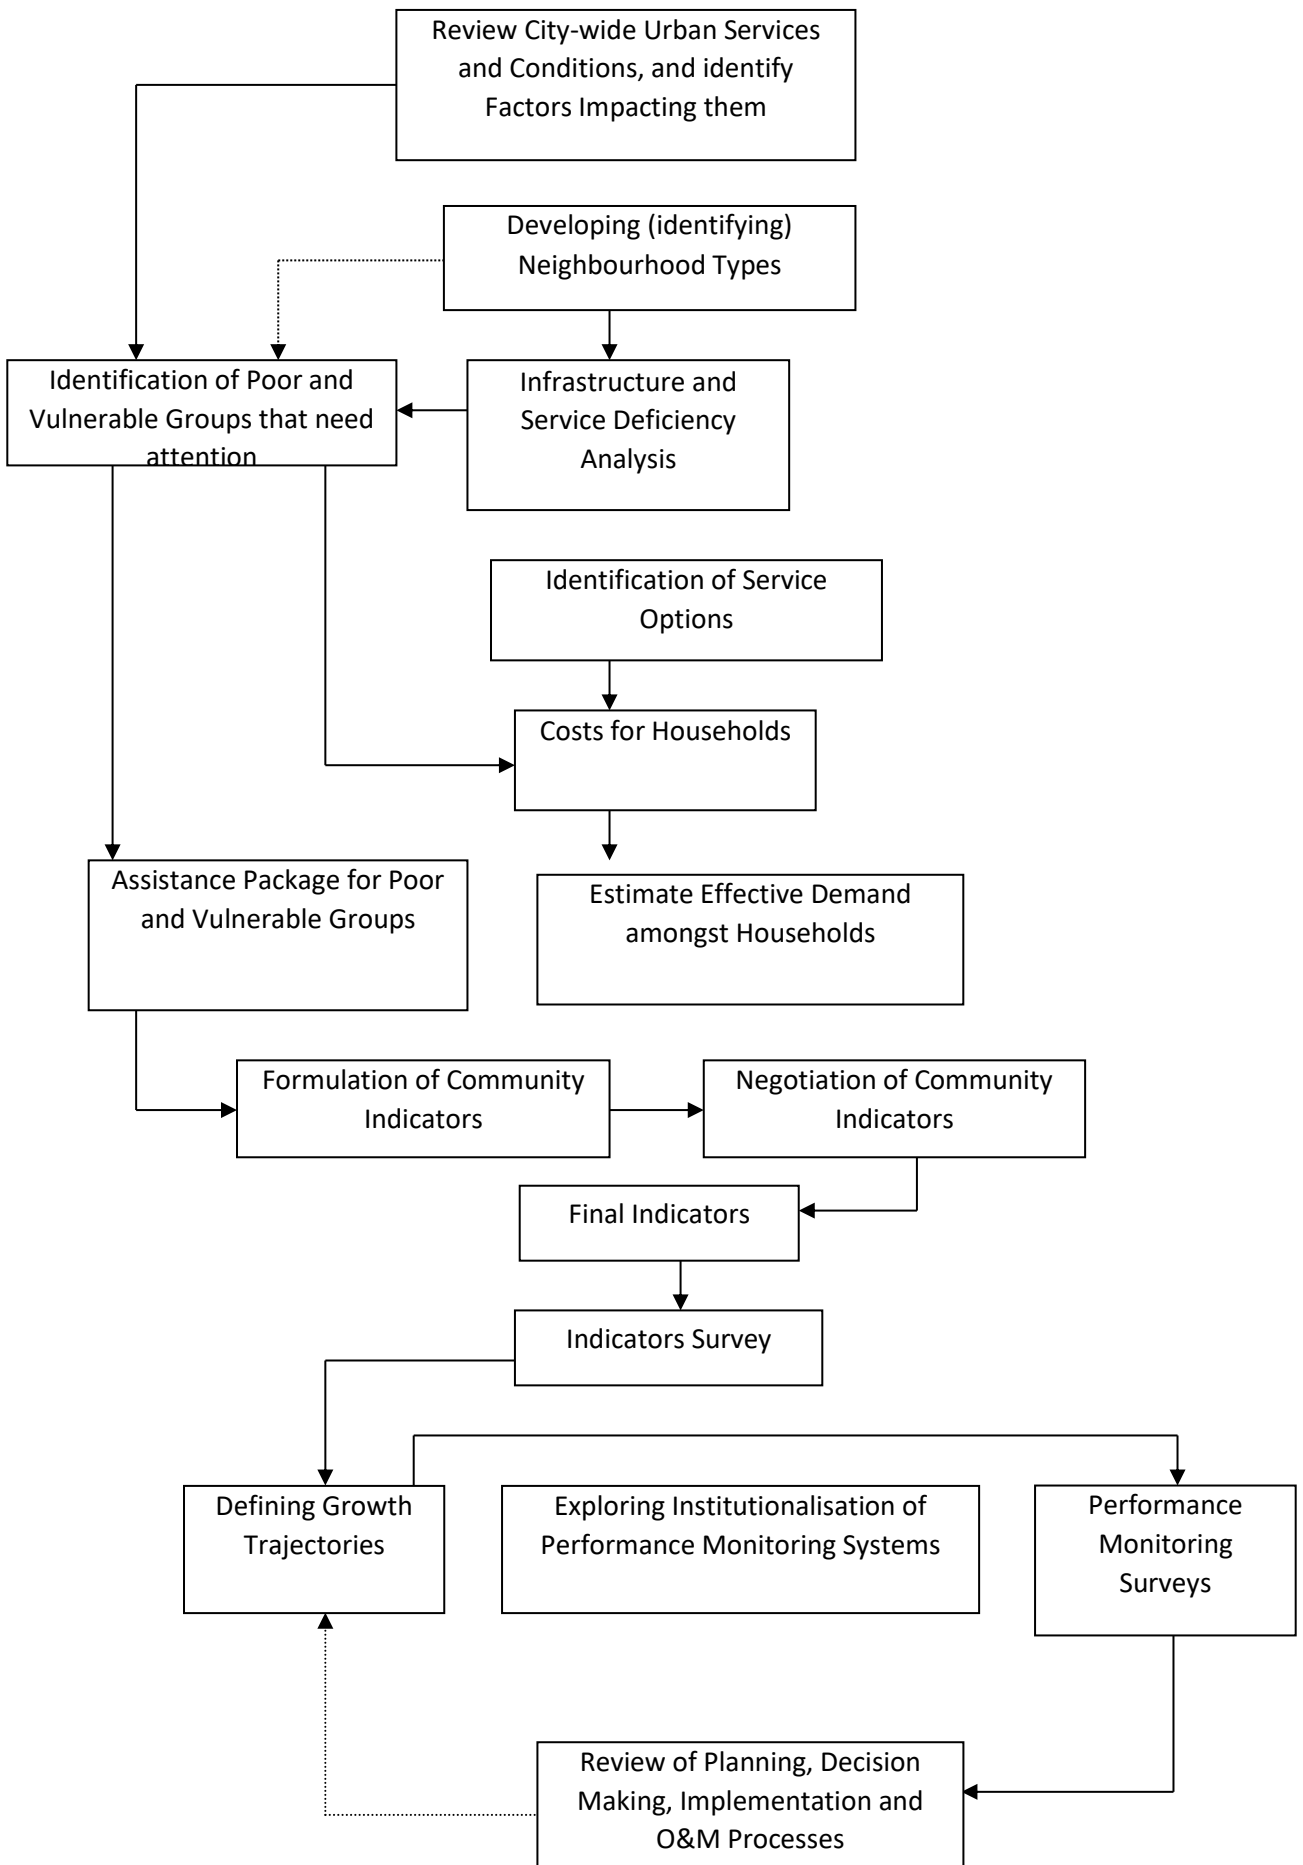 Review City-wide Urban Services
and Conditions, and identify
Factors Impacting them
Developing (identifying)
Neighbourhood Types
Identification of Poor and
Vulnerable Groups that need
attention
Infrastructure and
Service Deficiency
Analysis
Identification of Service
Options
Costs for Households
Assistance Package for Poor
and Vulnerable Groups
Estimate Effective Demand
amongst Households
Formulation of Community
Indicators
Negotiation of Community
Indicators
Final Indicators
Indicators Survey
Defining Growth
Trajectories
Exploring Institutionalisation of
Performance Monitoring Systems
Performance
Monitoring
Surveys
Review of Planning, Decision
Making, Implementation and
O&M Processes